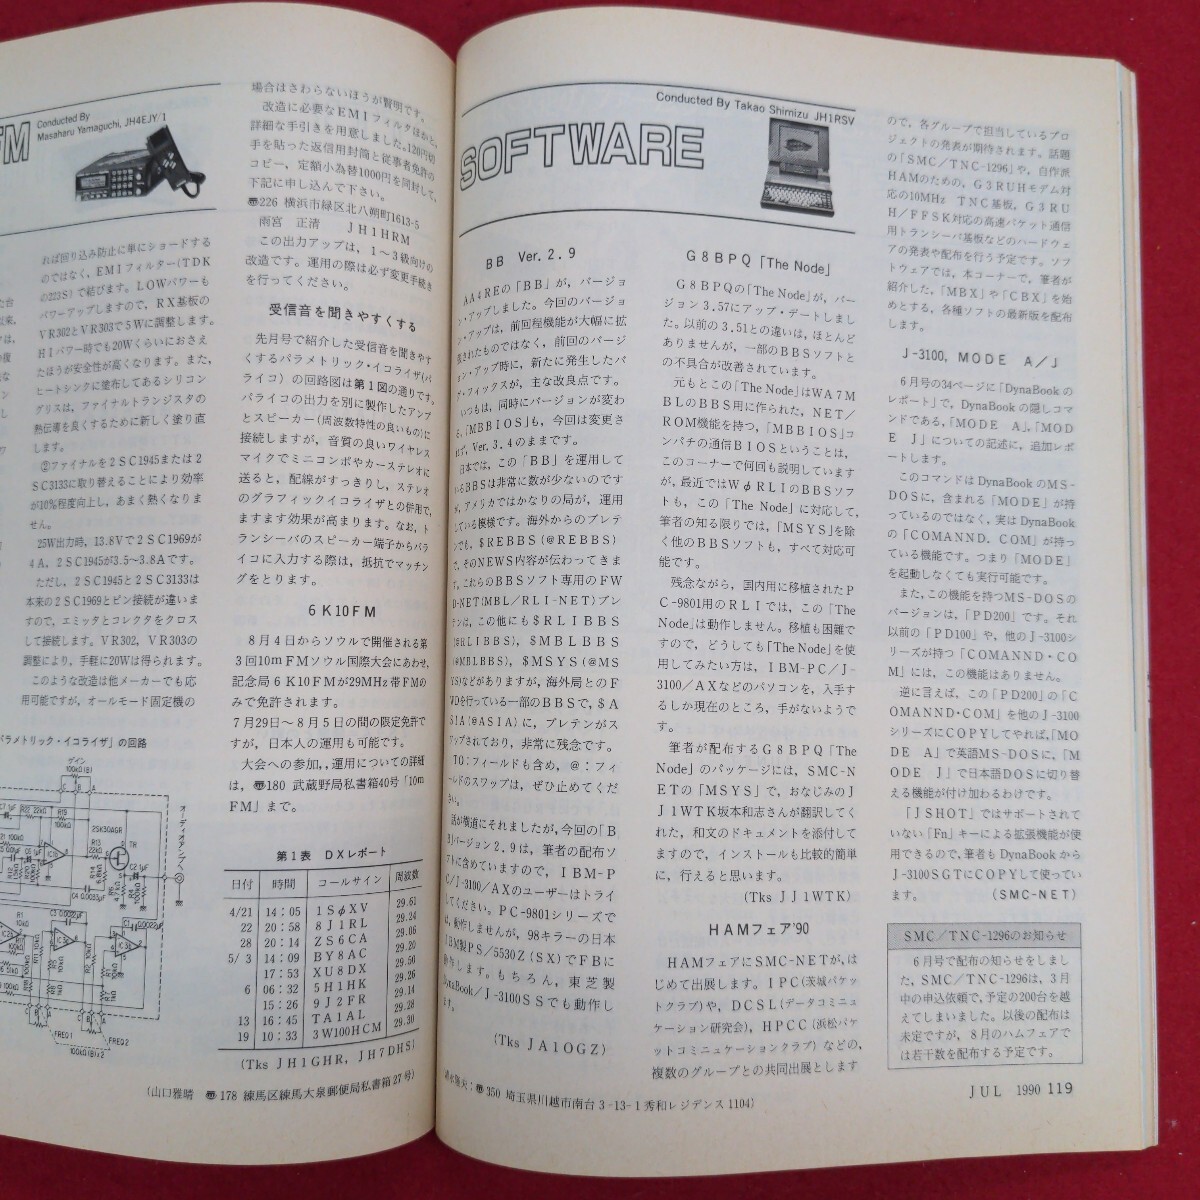 FM
Conducted By
Masaharu Yamaguchi, JH4EJY/1
れば回り込み防止に単にショードする
のではなく，EMIフィルター(TDK
の223S)で結びます。LOWパワーも
パワーアップしますので，RX基板の
VR302とVR303で5Wに調整します。
HIパワー時でも20Wくらいにおさえ
たほうが安全性が高くなります。また，
ヒートシンクに塗布してあるシリコン
グリスは，ファイナルトランジスタの
熱伝導を良くするために新しく塗り直
します。
②ファイナルを2SC1945または2
SC3133に取り替えることにより効率
が10%程度向上し，あまく熱くなりま
せん。
25W出力時，13.8Vで2SC1969が
4A，2SC1945が3.5〜3.8Aです。
ただし，2SC1945と2SC3133は
本来の2SC1969とピン接続が違いま
すので，エミッタとコレクタをクロス
して接続します。VR302，VR303の
調整により，手軽に20Wは得られます。
このような改造は他メーカーでも応
用可能ですが，オールモード固定機の
場合はさわらないほうが賢明です。
改造に必要なEMIフィルタほかと，
詳細な手引きを用意しました。120円切
手を貼った返信用封筒と従事者免許の
コピー，定額小為替1000円を同封して，
下記に申し込んで下さい。
〠226 横浜市緑区北八朔町1613-5
雨宮 正清 JH1HRM
この出力アップは，1〜3級向けの
改造です。運用の際は必ず変更手続き
を行ってください。
受信音を聞きやすくする
先月号で紹介した受信音を聞きやす
くするパラメトリック・イコライザ(パ
ライコ)の回路図は第1図の通りです。
パライコの出力を別に製作したアンプ
とスピーカー(周波数特性の良いもの)に
接続しますが，音質の良いワイヤレス
マイクでミニコンポやカーステレオに
送ると，配線がすっきりし，ステレオ
のグラフィックイコライザとの併用で，
ますます効果が高まります。なお，ト
ランシーバのスピーカー端子からパラ
イコに入力する際は，抵抗でマッチン
グをとります。
6K10FM
8月4日からソウルで開催される第
3回10mFMソウル国際大会にあわせ，
記念局6K10FMが29MHz帯FMの
みで免許されます。
7月29日〜8月5日の間の限定免許で
すが，日本人の運用も可能です。
大会への参加，，運用についての詳細
は，〠180 武蔵野局私書箱40号「10m
FM」まで。
パラメトリック・イコライザ」の回路
ゲイン
100kΩ(B)
2SK30AGR
FREQ1
FREQ2
100kΩ(B)×2
第1表 DXレポート
日付 時間 コールサイン 周波数
4/21 14：05 1SφXV 29.61
22 20：58 8J1RL 29.24
28 20：14 ZS6CA 29.06
5/3 14：09 BY8AC 29.20
17：53 XU8DX 29.50
6 06：32 5H1HK 29.26
15：26 9J2FR 29.14
13 16：45 TA1AL 29.28
19 10：33 3W100HCM 29.30
(Tks JH1GHR, JH7DHS)
(山口雅晴 〠178 練馬区練馬大泉郵便局私書箱27号)
Conducted By Takao Shimizu JH1RSV
SOFTWARE
BB Ver.2.9
AA4REの「BB」が，バージョ
ン・アップしました。今回のバージョ
ン・アップは，前回程機能が大幅に拡
張されたものではなく，前回のバージ
ョン・アップ時に，新たに発生したバ
グ・フィックスが，主な改良点です。
いつもは，同時にバージョンが変わ
る，「MBBIOS」も，今回は変更さ
れず，Ver.3.4のままです。
日本では，この「BB」を運用して
いるBBSは非常に数が少ないのです
が，アメリカではかなりの局が，運用
している模様です。海外からのブレテ
ンでも，$REBBS(@REBBS)
で，そのNEWS内容が伝わってきま
す。これらのBBSソフト専用のFW
D-NET(MBL/RLI-NET)ブレ
テンは，この他にも$RLIBBS
(@RLIBBS)，$MBLBBS
(@MBLBBS)，$MSYS(@MS
YS)などがありますが，海外局とのF
WDを行っている一部のBBSで，$A
SIA(@ASIA)に，ブレテンがス
ワップされており，非常に残念です。
TO：フィールドも含め，@：フィ
ールドのスワップは，ぜひ止めてくだ
さい。
話が横道にそれましたが，今回の「B
B」バージョン2.9は，筆者の配布ソ
フトに含めていますので，IBM-P
C/J-3100/AXのユーザーはトライ
してください。PC-9801シリーズで
は，動作しませんが，98キラーの日本
IBM製PS/5530Z(SX)でFBに
動作します。もちろん，東芝製
DynaBook/J-3100SSでも動作し
ます。
(Tks JA1OGZ)
G8BPQ「The Node」
G8BPQの「The Node」が，バー
ジョン3.57にアップ・デートしまし
た。以前の3.51との違いは，ほとんど
ありませんが，一部のBBSソフトと
の不具合が改善されています。
元もとこの「The Node」はWA7M
BLのBBS用に作られた，NET/
ROM機能を持つ，「MBBIOS」コ
ンパチの通信BIOSということは，
このコーナーで何回も説明しています
が，最近ではWφRLIのBBSソフ
トも，この「The Node」に対応して，
筆者の知る限りでは，「MSYS」を除
く他のBBSソフトも，すべて対応可
能です。
残念ながら，国内用に移植されたP
C-9801用のRLIでは，この「The
Node」は動作しません。移植も困難で
すので，どうしても「The Node」を使
用してみたい方は，IBM-PC/J-
3100/AXなどのパソコンを，入手す
るしか現在のところ，手がないようで
す。
筆者が配布するG8BPQ「The
Node」のパッケージには，SMC-N
ETの「MSYS」で，おなじみのJ
J1WTK坂本和志さんが翻訳してく
れた，和文のドキュメントを添付して
ますので，インストールも比較的簡単
に，行えると思います。
(Tks JJ1WTK)
HAMフェア'90
HAMフェアにSMC-NETが，は
じめて出展します。IPC(茨城パケッ
トクラブ)や，DCSL(データコミュニ
ケーション研究会)，HPCC(浜松パケ
ットコミュニケーションクラブ)などの，
複数のグループとの共同出展とします
ので，各グループで担当しているプロ
ジェクトの発表が期待されます。話題
の「SMC/TNC-1296」や，自作派
HAMのための，G3RUHモデム対
応の10MHz TNC基板，G3RU
H/FFSK対応の高速パケット通信
用トランシーバ基板などのハードウェ
アの発表や配布を行う予定です。ソフ
トウェアでは，本コーナーで，筆者が
紹介した，「MBX」や「CBX」を始
めとする，各種ソフトの最新版を配布
します。
J-3100, MODE A/J
6月号の34ページに「DynaBookの
レポート」で，DynaBookの隠しコマ
ンドである，「MODE A」，「MOD
E J」についての記述に，追加レポ
ートします。
このコマンドはDynaBookのMS-
DOSに，含まれる「MODE」が持
っているのではなく，実はDynaBook
の「COMANND．COM」が持っ
ている機能です。つまり「MODE」
を起動しなくても実行可能です。
また，この機能を持つMS-DOSの
バージョンは，「PD200」です。それ
以前の「PD100」や，他のJ-3100シ
リーズが持つ「COMANND・CO
M」には，この機能はありません。
逆に言えば，この「PD200」の「C
OMANND・COM」を他のJ-3100
シリーズにCOPYしてやれば，「MO
DE A」で英語MS-DOSに，「M
ODE J」で日本語DOSに切り替
える機能が付け加わるわけです。
「JSHOT」ではサポートされて
いない「Fn」キーによる拡張機能が使
用できるので，筆者もDynaBookから
J-3100SGTにCOPYして使ってい
ます。 (SMC-NET)
SMC/TNC-1296のお知らせ
6月号で配布の知らせをしまし
た，SMC/TNC-1296は，3月
中の申込依頼で，予定の200台を越
えてしまいました。以後の配布は
未定ですが，8月のハムフェアで
は若干数を配布する予定です。
〠350 埼玉県川越市南台3-13-1秀和レジデンス1104)
JUL 1990 119